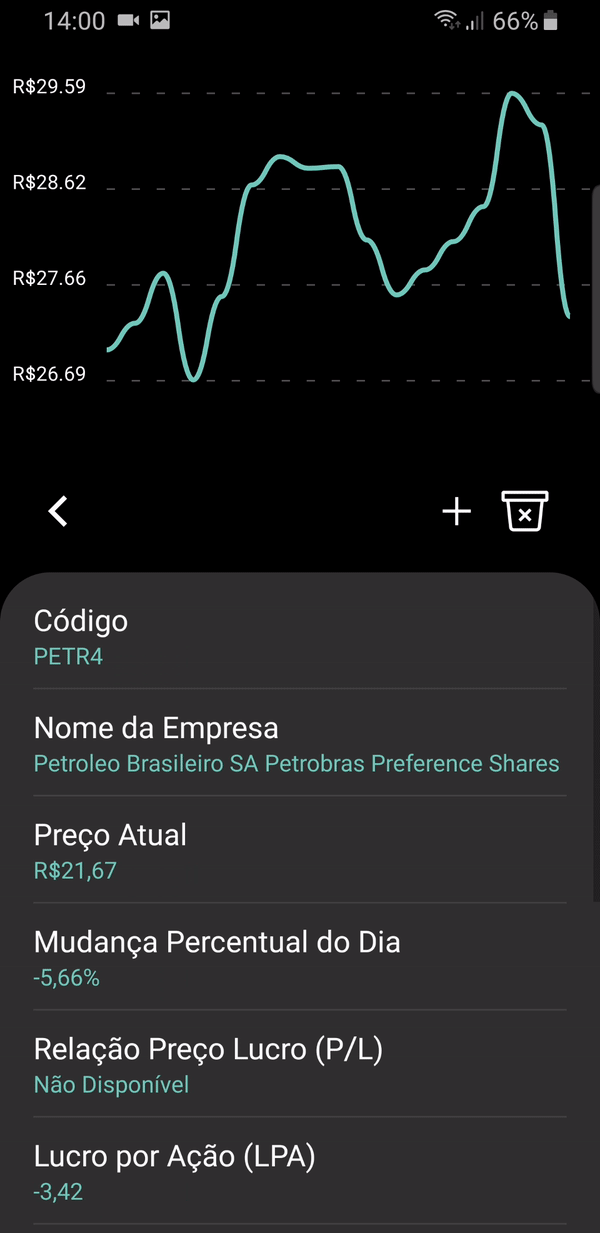 14:00
66%
R$29.59
R$28.62
R$27.66
R$26.69
Código
PETR4
Nome da Empresa
Petroleo Brasileiro SA Petrobras Preference Shares
Preço Atual
R$21,67
Mudança Percentual do Dia
-5,66%
Relação Preço Lucro (P/L)
Não Disponível
Lucro por Ação (LPA)
-3,42